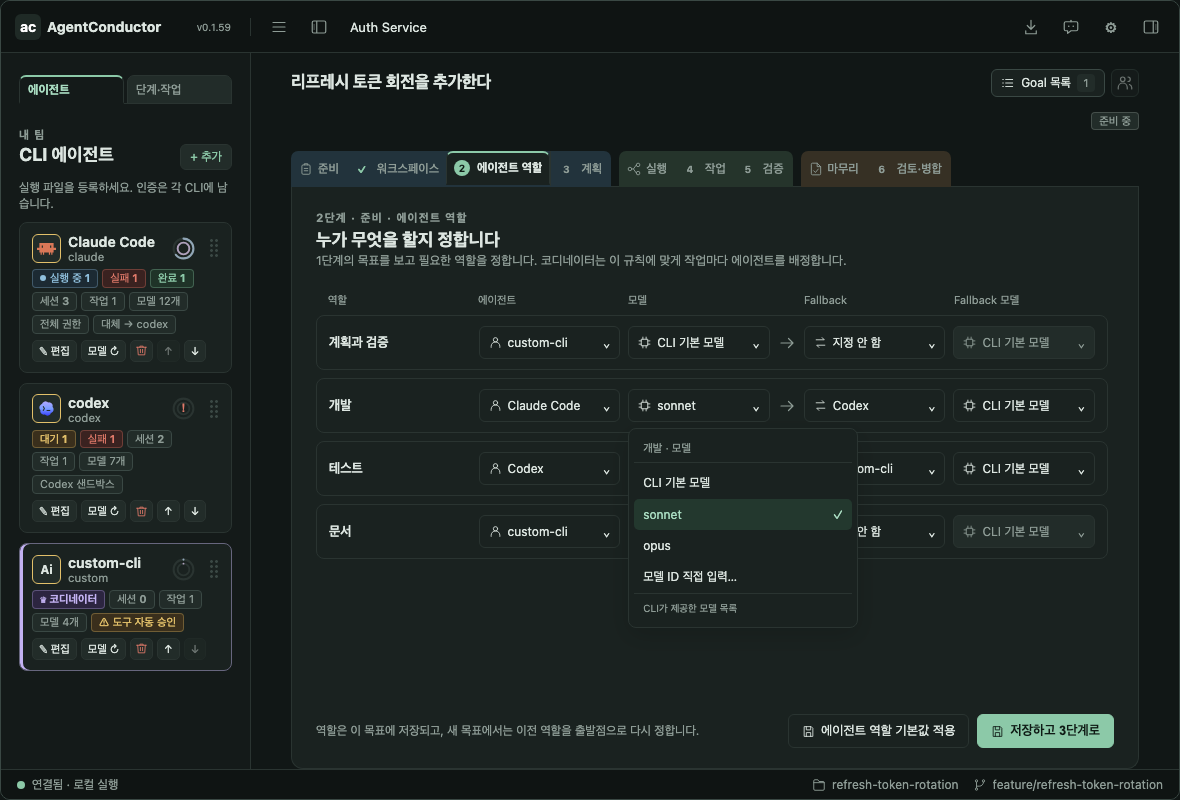 ac AgentConductor v0.1.59 Auth Service
에이전트 단계·작업
내 팀
CLI 에이전트
+ 추가
실행 파일을 등록하세요. 인증은 각 CLI에 남
습니다.
Claude Code
claude
실행 중 1 실패 1 완료 1
세션 3 작업 1 모델 12개
전체 권한 대체 → codex
편집 모델
codex
codex
대기 1 실패 1 세션 2
작업 1 모델 7개
Codex 샌드박스
편집 모델
Ai custom-cli
custom
코디네이터 세션 0 작업 1
모델 4개 도구 자동 승인
편집 모델
리프레시 토큰 회전을 추가한다
Goal 목록 1
준비 중
준비 ✓ 워크스페이스 2 에이전트 역할 3 계획 실행 4 작업 5 검증 마무리 6 검토·병합
2단계 · 준비 · 에이전트 역할
누가 무엇을 할지 정합니다
1단계의 목표를 보고 필요한 역할을 정합니다. 코디네이터는 이 규칙에 맞게 작업마다 에이전트를 배정합니다.
역할 에이전트 모델 Fallback Fallback 모델
계획과 검증 custom-cli CLI 기본 모델 → 지정 안 함 CLI 기본 모델
개발 Claude Code sonnet → Codex CLI 기본 모델
테스트 Codex om-cli CLI 기본 모델
문서 custom-cli 안 함 CLI 기본 모델
개발 · 모델
CLI 기본 모델
sonnet ✓
opus
모델 ID 직접 입력...
CLI가 제공한 모델 목록
역할은 이 목표에 저장되고, 새 목표에서는 이전 역할을 출발점으로 다시 정합니다.
에이전트 역할 기본값 적용
저장하고 3단계로
연결됨 · 로컬 실행
refresh-token-rotation feature/refresh-token-rotation